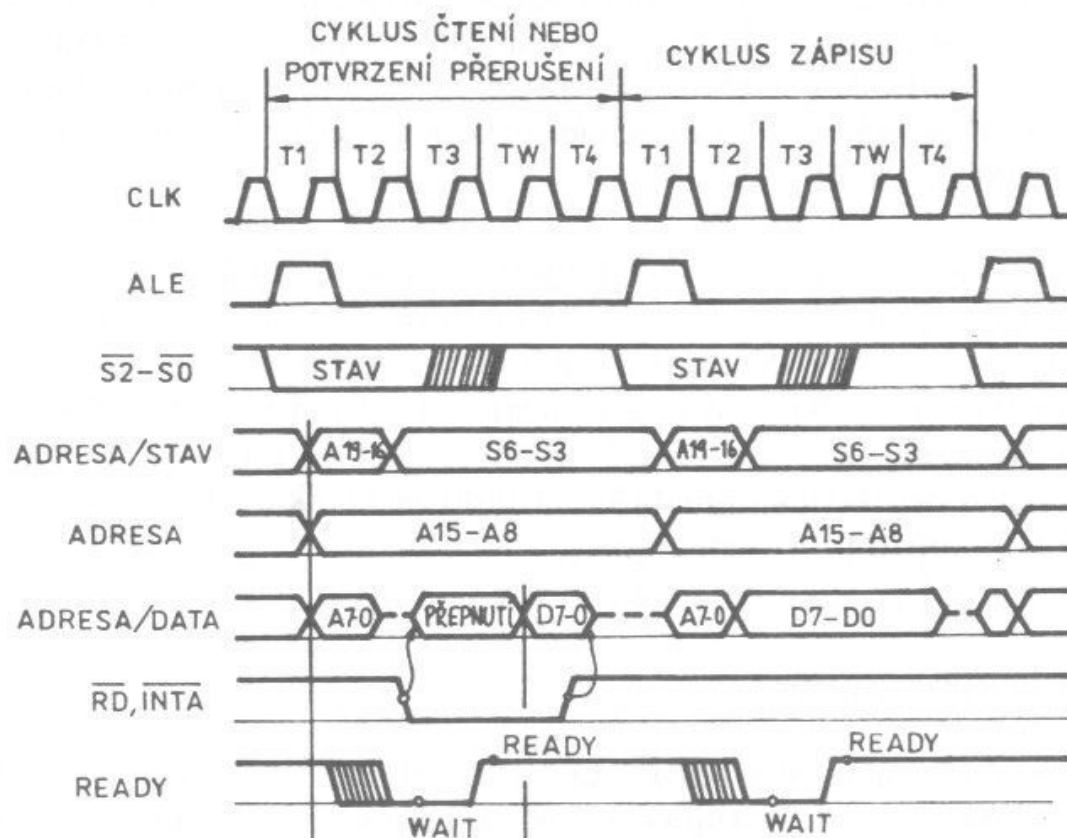 CYKLUS ČTENÍ NEBO
POTVRZENÍ PŘERUŠENÍ
CYKLUS ZÁPISU
T1 T2 T3 TW T4 T1 T2 T3 TW T4
CLK
ALE
S2-S0 STAV STAV
ADRESA/STAV A19-16 S6-S3 A19-16 S6-S3
ADRESA A15-A8 A15-A8
ADRESA/DATA A7-0 PŘEPNUTÍ D7-0 A7-0 D7-D0
RD, INTA
READY READY
READY
WAIT WAIT